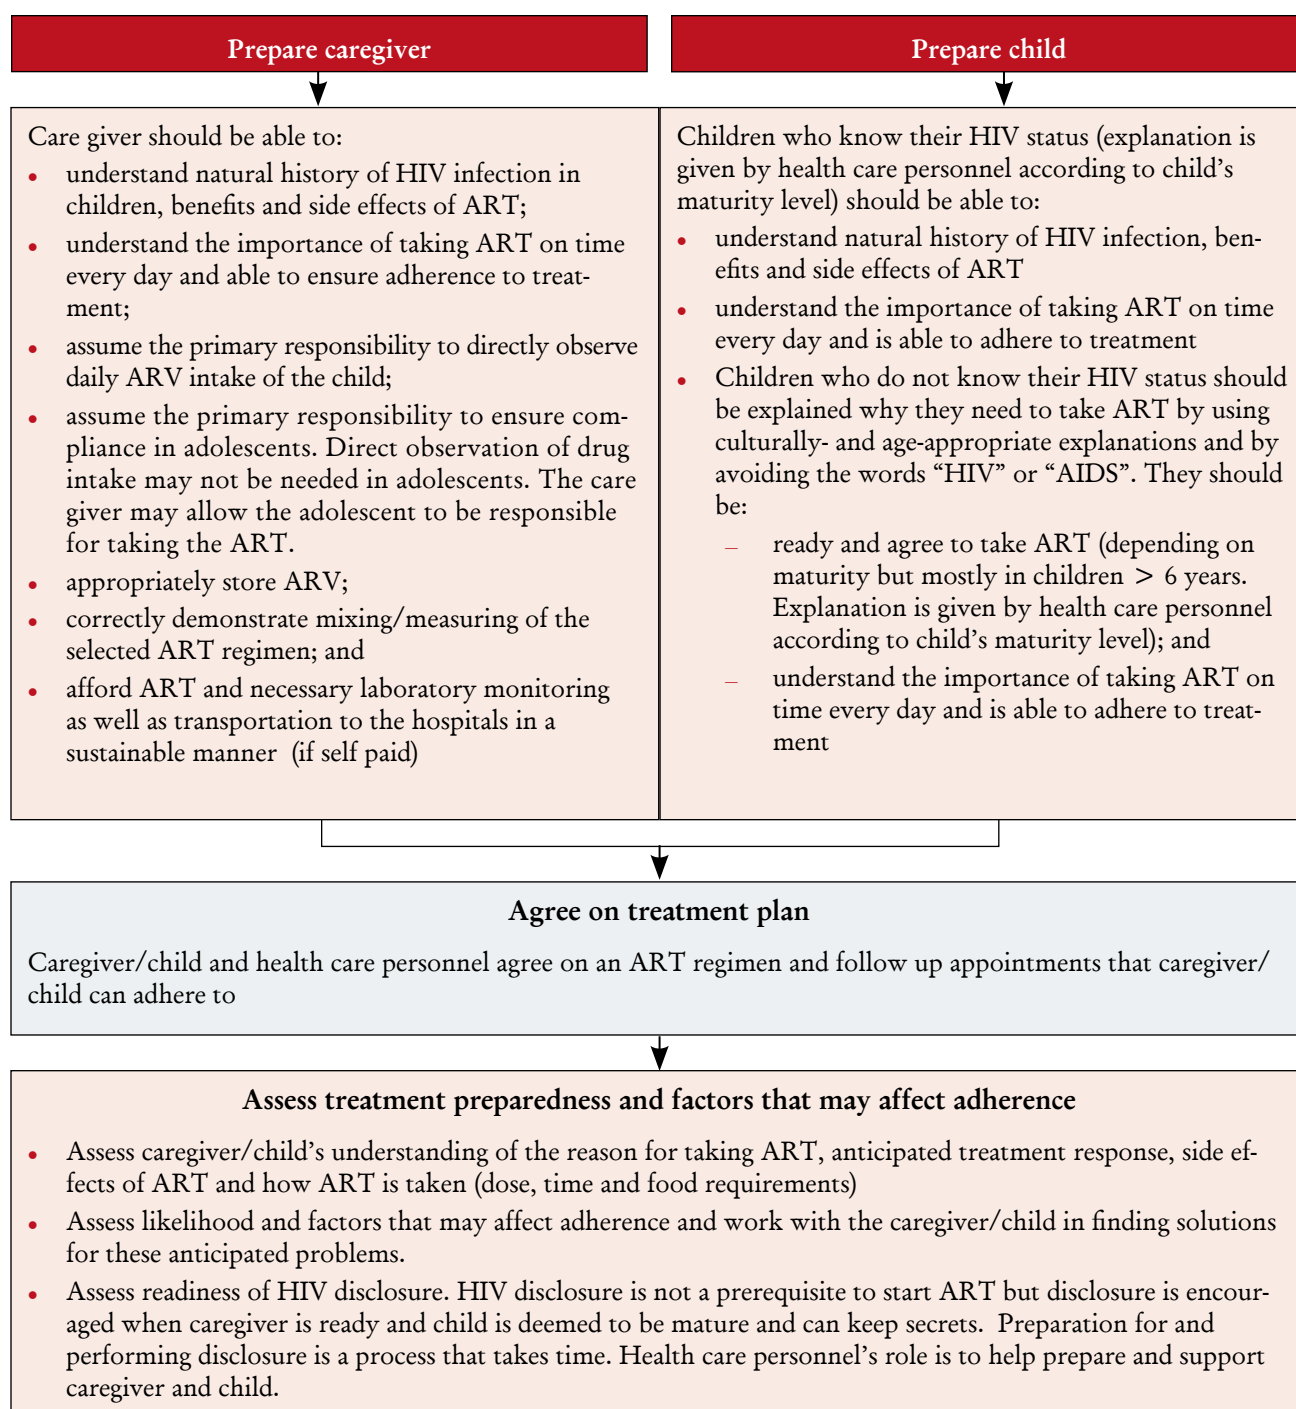 Prepare caregiver
Care giver should be able to:
• understand natural history of HIV infection in
children, benefits and side effects of ART;
• understand the importance of taking ART on time
every day and able to ensure adherence to treat-
ment;
• assume the primary responsibility to directly observe
daily ARV intake of the child;
• assume the primary responsibility to ensure com-
pliance in adolescents. Direct observation of drug
intake may not be needed in adolescents. The care
giver may allow the adolescent to be responsible
for taking the ART.
• appropriately store ARV;
• correctly demonstrate mixing/measuring of the
selected ART regimen; and
• afford ART and necessary laboratory monitoring
as well as transportation to the hospitals in a
sustainable manner (if self paid)
Prepare child
Children who know their HIV status (explanation is
given by health care personnel according to child's
maturity level) should be able to:
• understand natural history of HIV infection, ben-
efits and side effects of ART
• understand the importance of taking ART on time
every day and is able to adhere to treatment
• Children who do not know their HIV status should
be explained why they need to take ART by using
culturally- and age-appropriate explanations and by
avoiding the words “HIV” or “AIDS”. They should
be:
– ready and agree to take ART (depending on
maturity but mostly in children > 6 years.
Explanation is given by health care personnel
according to child's maturity level); and
– understand the importance of taking ART on
time every day and is able to adhere to treat-
ment
Agree on treatment plan
Caregiver/child and health care personnel agree on an ART regimen and follow up appointments that caregiver/
child can adhere to
Assess treatment preparedness and factors that may affect adherence
• Assess caregiver/child's understanding of the reason for taking ART, anticipated treatment response, side ef-
fects of ART and how ART is taken (dose, time and food requirements)
• Assess likelihood and factors that may affect adherence and work with the caregiver/child in finding solutions
for these anticipated problems.
• Assess readiness of HIV disclosure. HIV disclosure is not a prerequisite to start ART but disclosure is encour-
aged when caregiver is ready and child is deemed to be mature and can keep secrets. Preparation for and
performing disclosure is a process that takes time. Health care personnel's role is to help prepare and support
caregiver and child.